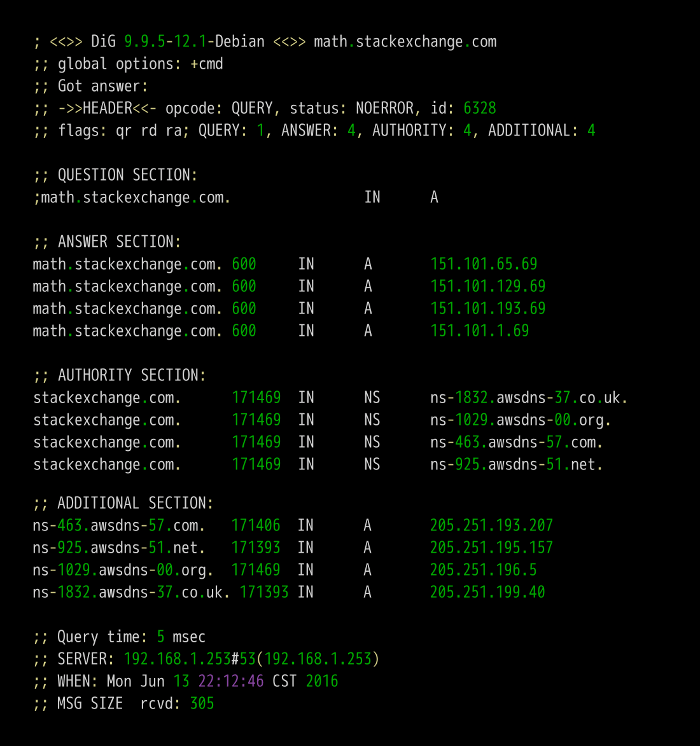 ; <<>> DiG 9.9.5-12.1-Debian <<>> math.stackexchange.com
;; global options: +cmd
;; Got answer:
;; ->>HEADER<<- opcode: QUERY, status: NOERROR, id: 6328
;; flags: qr rd ra; QUERY: 1, ANSWER: 4, AUTHORITY: 4, ADDITIONAL: 4
;; QUESTION SECTION:
;math.stackexchange.com. IN A
;; ANSWER SECTION:
math.stackexchange.com. 600 IN A 151.101.65.69
math.stackexchange.com. 600 IN A 151.101.129.69
math.stackexchange.com. 600 IN A 151.101.193.69
math.stackexchange.com. 600 IN A 151.101.1.69
;; AUTHORITY SECTION:
stackexchange.com. 171469 IN NS ns-1832.awsdns-37.co.uk.
stackexchange.com. 171469 IN NS ns-1029.awsdns-00.org.
stackexchange.com. 171469 IN NS ns-463.awsdns-57.com.
stackexchange.com. 171469 IN NS ns-925.awsdns-51.net.
;; ADDITIONAL SECTION:
ns-463.awsdns-57.com. 171406 IN A 205.251.193.207
ns-925.awsdns-51.net. 171393 IN A 205.251.195.157
ns-1029.awsdns-00.org. 171469 IN A 205.251.196.5
ns-1832.awsdns-37.co.uk. 171393 IN A 205.251.199.40
;; Query time: 5 msec
;; SERVER: 192.168.1.253#53(192.168.1.253)
;; WHEN: Mon Jun 13 22:12:46 CST 2016
;; MSG SIZE rcvd: 305